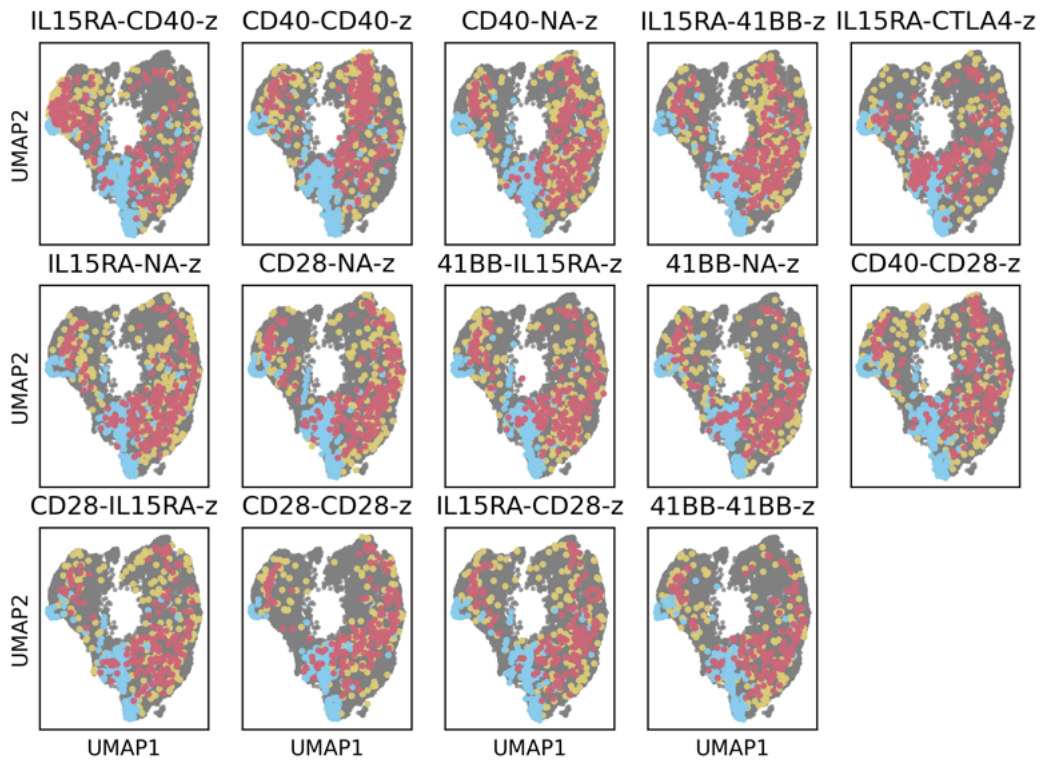 IL15RA-CD40-z
CD40-CD40-z
CD40-NA-z
IL15RA-41BB-z
IL15RA-CTLA4-z
UMAP2
IL15RA-NA-z
CD28-NA-z
41BB-IL15RA-z
41BB-NA-z
CD40-CD28-z
UMAP2
CD28-IL15RA-z
CD28-CD28-z
IL15RA-CD28-z
41BB-41BB-z
UMAP2
UMAP1
UMAP1
UMAP1
UMAP1